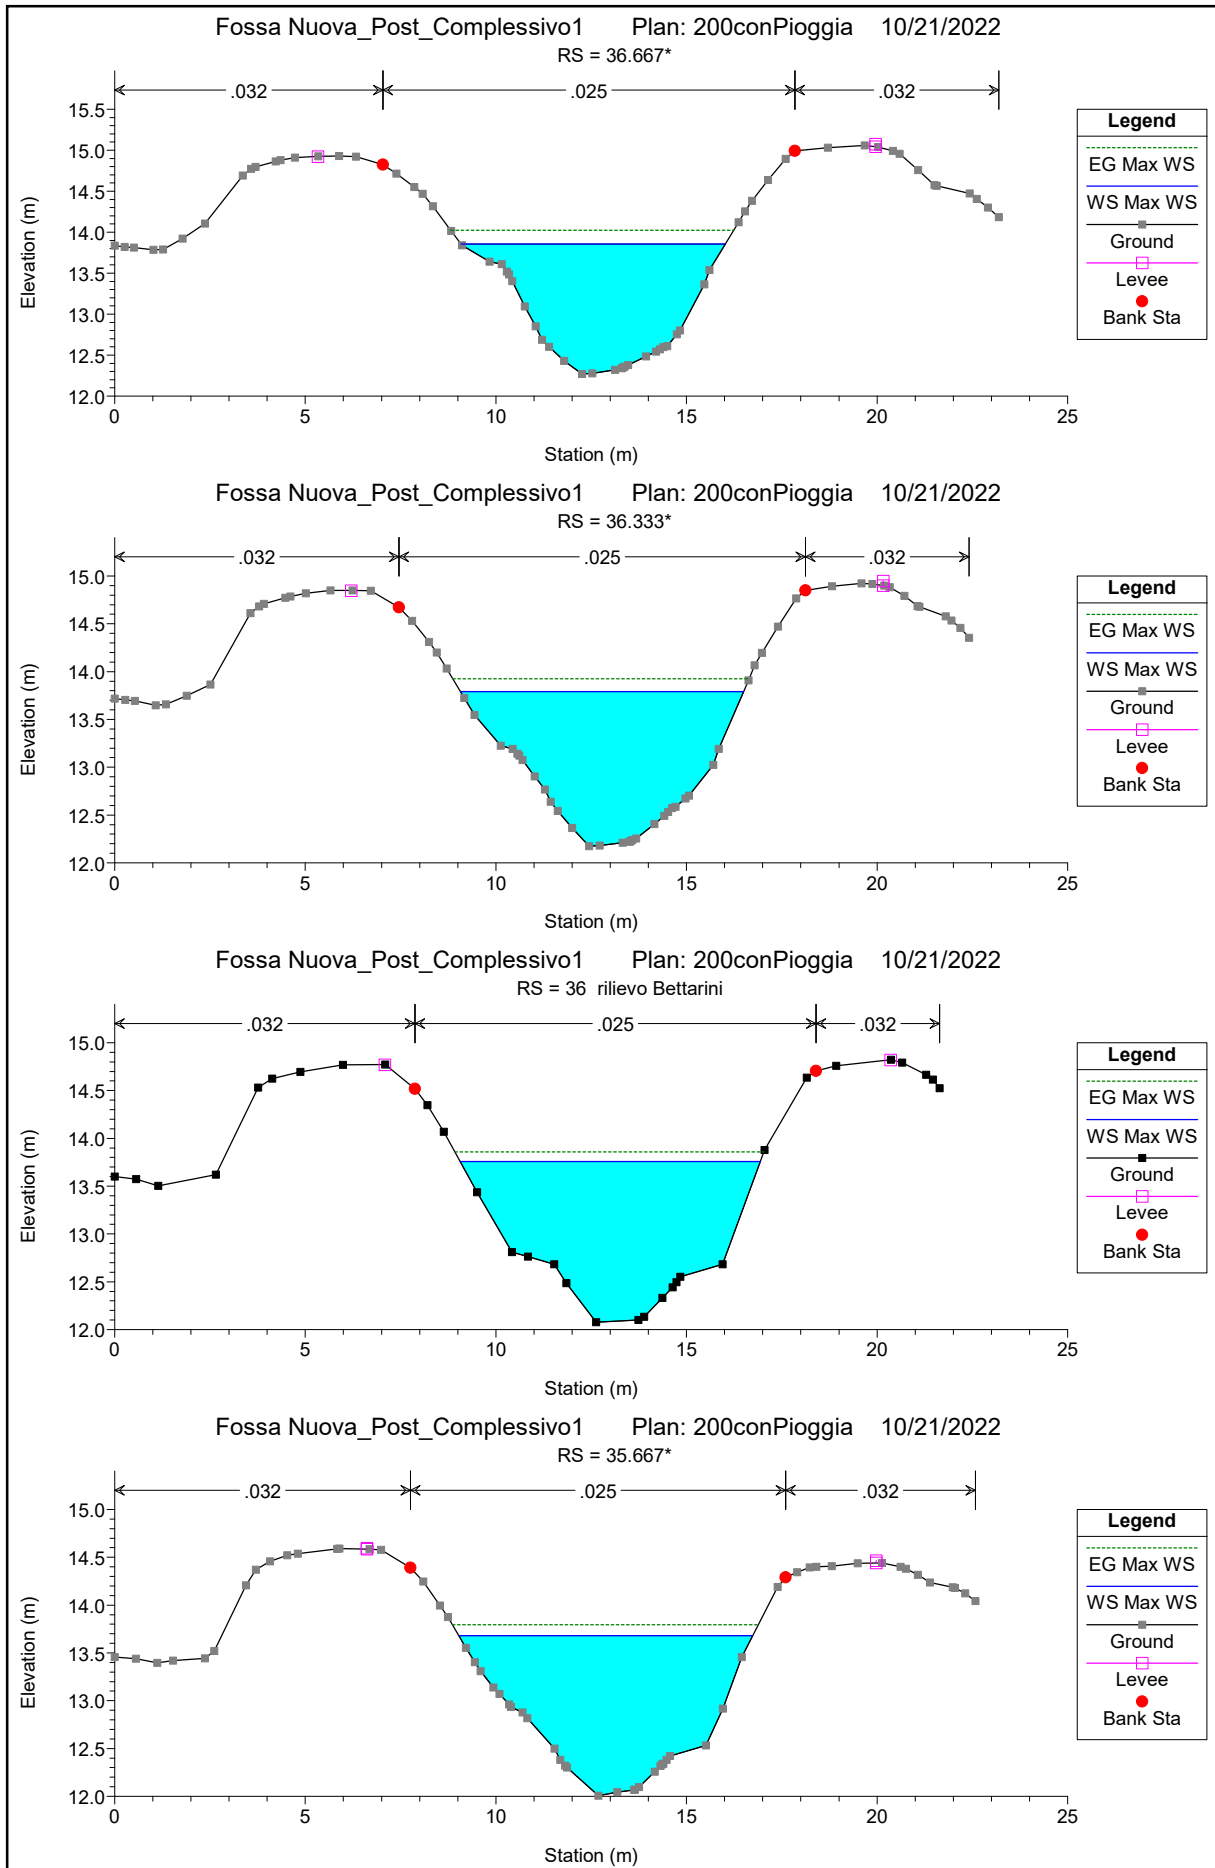 Fossa Nuova_Post_Complessivo1 Plan: 200conPioggia 10/21/2022
RS = 36.667*
.032 .025 .032
15.5
15.0
14.5
14.0
13.5
13.0
12.5
12.0
0 5 10 15 20 25
Station (m)
Elevation (m)
Legend
EG Max WS
WS Max WS
Ground
Levee
Bank Sta
Fossa Nuova_Post_Complessivo1 Plan: 200conPioggia 10/21/2022
RS = 36.333*
.032 .025 .032
15.0
14.5
14.0
13.5
13.0
12.5
12.0
0 5 10 15 20 25
Station (m)
Elevation (m)
Legend
EG Max WS
WS Max WS
Ground
Levee
Bank Sta
Fossa Nuova_Post_Complessivo1 Plan: 200conPioggia 10/21/2022
RS = 36 rilievo Bettarini
.032 .025 .032
15.0
14.5
14.0
13.5
13.0
12.5
12.0
0 5 10 15 20 25
Station (m)
Elevation (m)
Legend
EG Max WS
WS Max WS
Ground
Levee
Bank Sta
Fossa Nuova_Post_Complessivo1 Plan: 200conPioggia 10/21/2022
RS = 35.667*
.032 .025 .032
15.0
14.5
14.0
13.5
13.0
12.5
12.0
0 5 10 15 20 25
Station (m)
Elevation (m)
Legend
EG Max WS
WS Max WS
Ground
Levee
Bank Sta